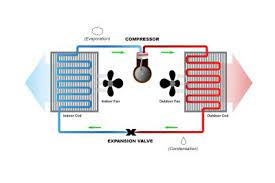 (Evaporation)
COMPRESSOR
Indoor Fan
Outdoor Fan
Indoor Coil
Outdoor Coil
EXPANSION VALVE
(Condensation)